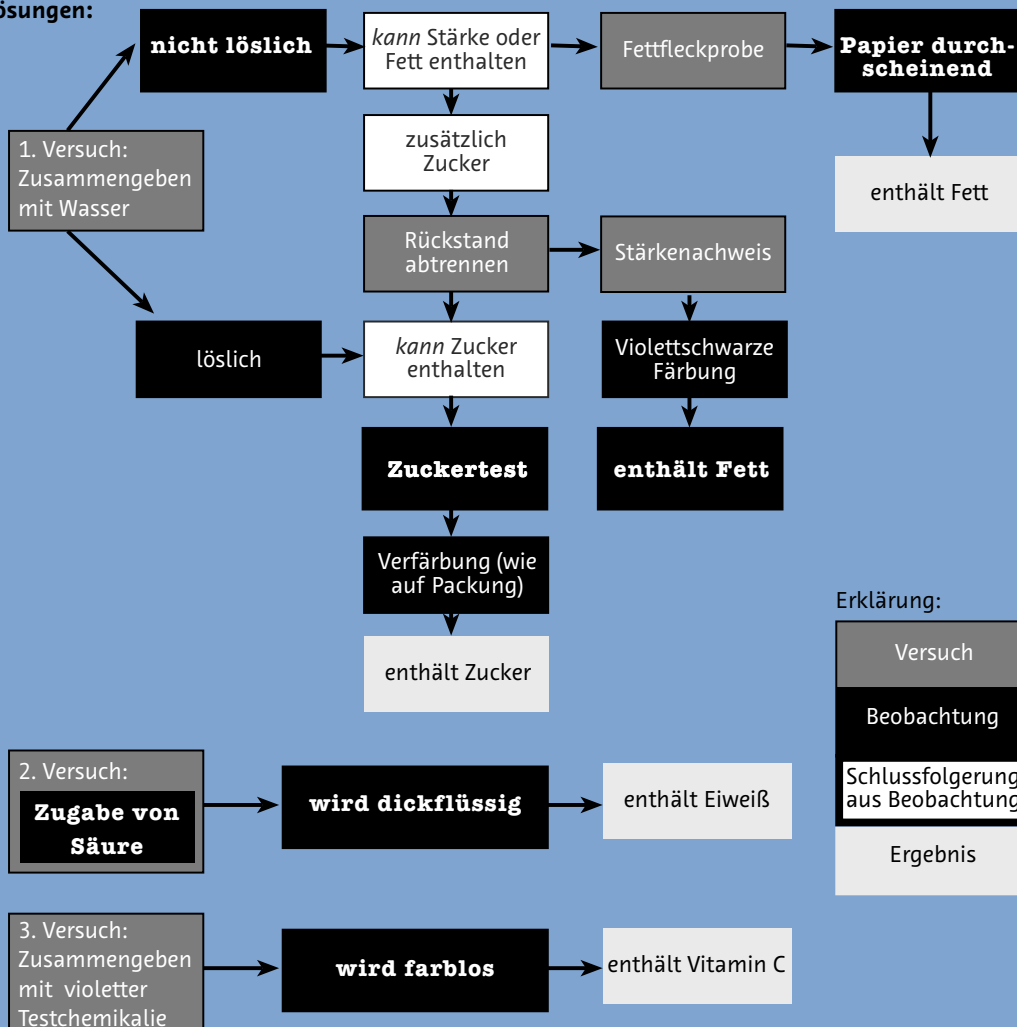 ösungen:
nicht löslich
kann Stärke oder
Fett enthalten
Fettfleckprobe
Papier durch-
scheinend
1. Versuch:
Zusammengeben
mit Wasser
zusätzlich
Zucker
enthält Fett
Rückstand
abtrennen
Stärkenachweis
löslich
kann Zucker
enthalten
Violettschwarze
Färbung
Zuckertest
enthält Fett
Verfärbung (wie
auf Packung)
enthält Zucker
Erklärung:
Versuch
Beobachtung
Schlussfolgerung
aus Beobachtung
Ergebnis
2. Versuch:
Zugabe von
Säure
wird dickflüssig
enthält Eiweiß
3. Versuch:
Zusammengeben
mit violetter
Testchemikalie
wird farblos
enthält Vitamin C